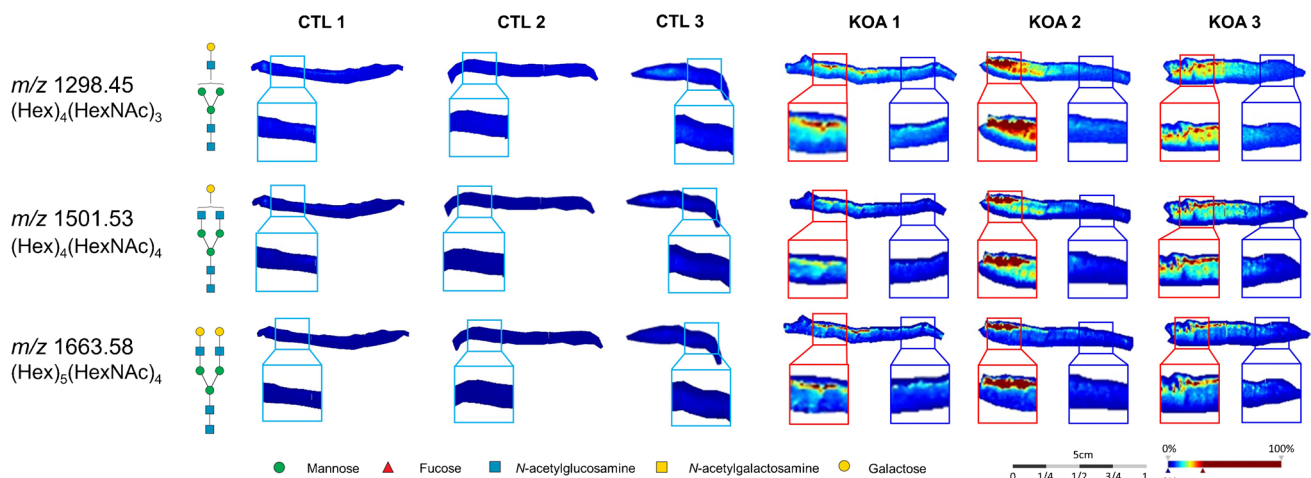 CTL 1 CTL 2 CTL 3 KOA 1 KOA 2 KOA 3
m/z 1298.45
(Hex)₄(HexNAc)₃
m/z 1501.53
(Hex)₄(HexNAc)₄
m/z 1663.58
(Hex)₅(HexNAc)₄
Mannose Fucose N-acetylglucosamine N-acetylgalactosamine Galactose
5cm
0 1/4 1/2 3/4 1
0% 100%